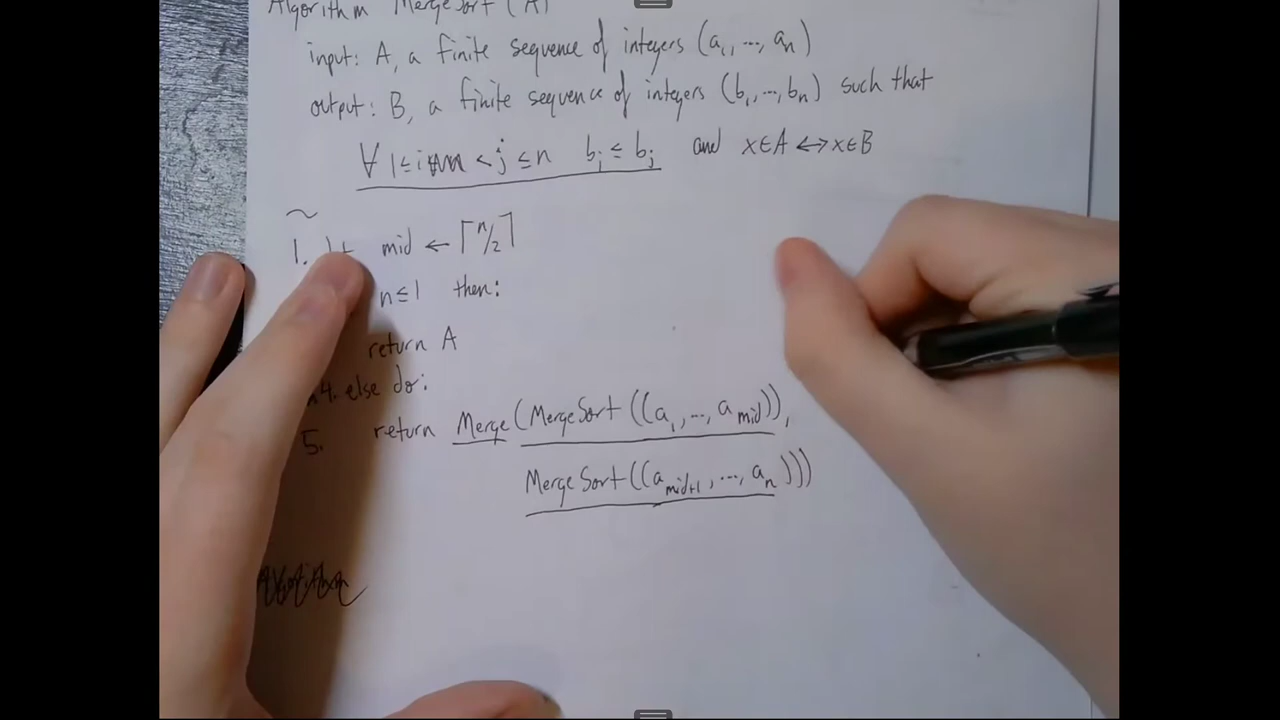 Algorithm MergeSort (A)
input: A, a finite sequence of integers (a₁, ..., aₙ)
output: B, a finite sequence of integers (b₁, ..., bₙ) such that
∀ 1≤i < j ≤ n bᵢ ≤ bⱼ and x∈A ↔ x∈B
1. mid ← ⌈n/2⌉
n≤1 then:
return A
4. else do:
5. return Merge (MergeSort ((a₁, ..., a_mid)),
MergeSort ((a_mid+1, ..., aₙ)))